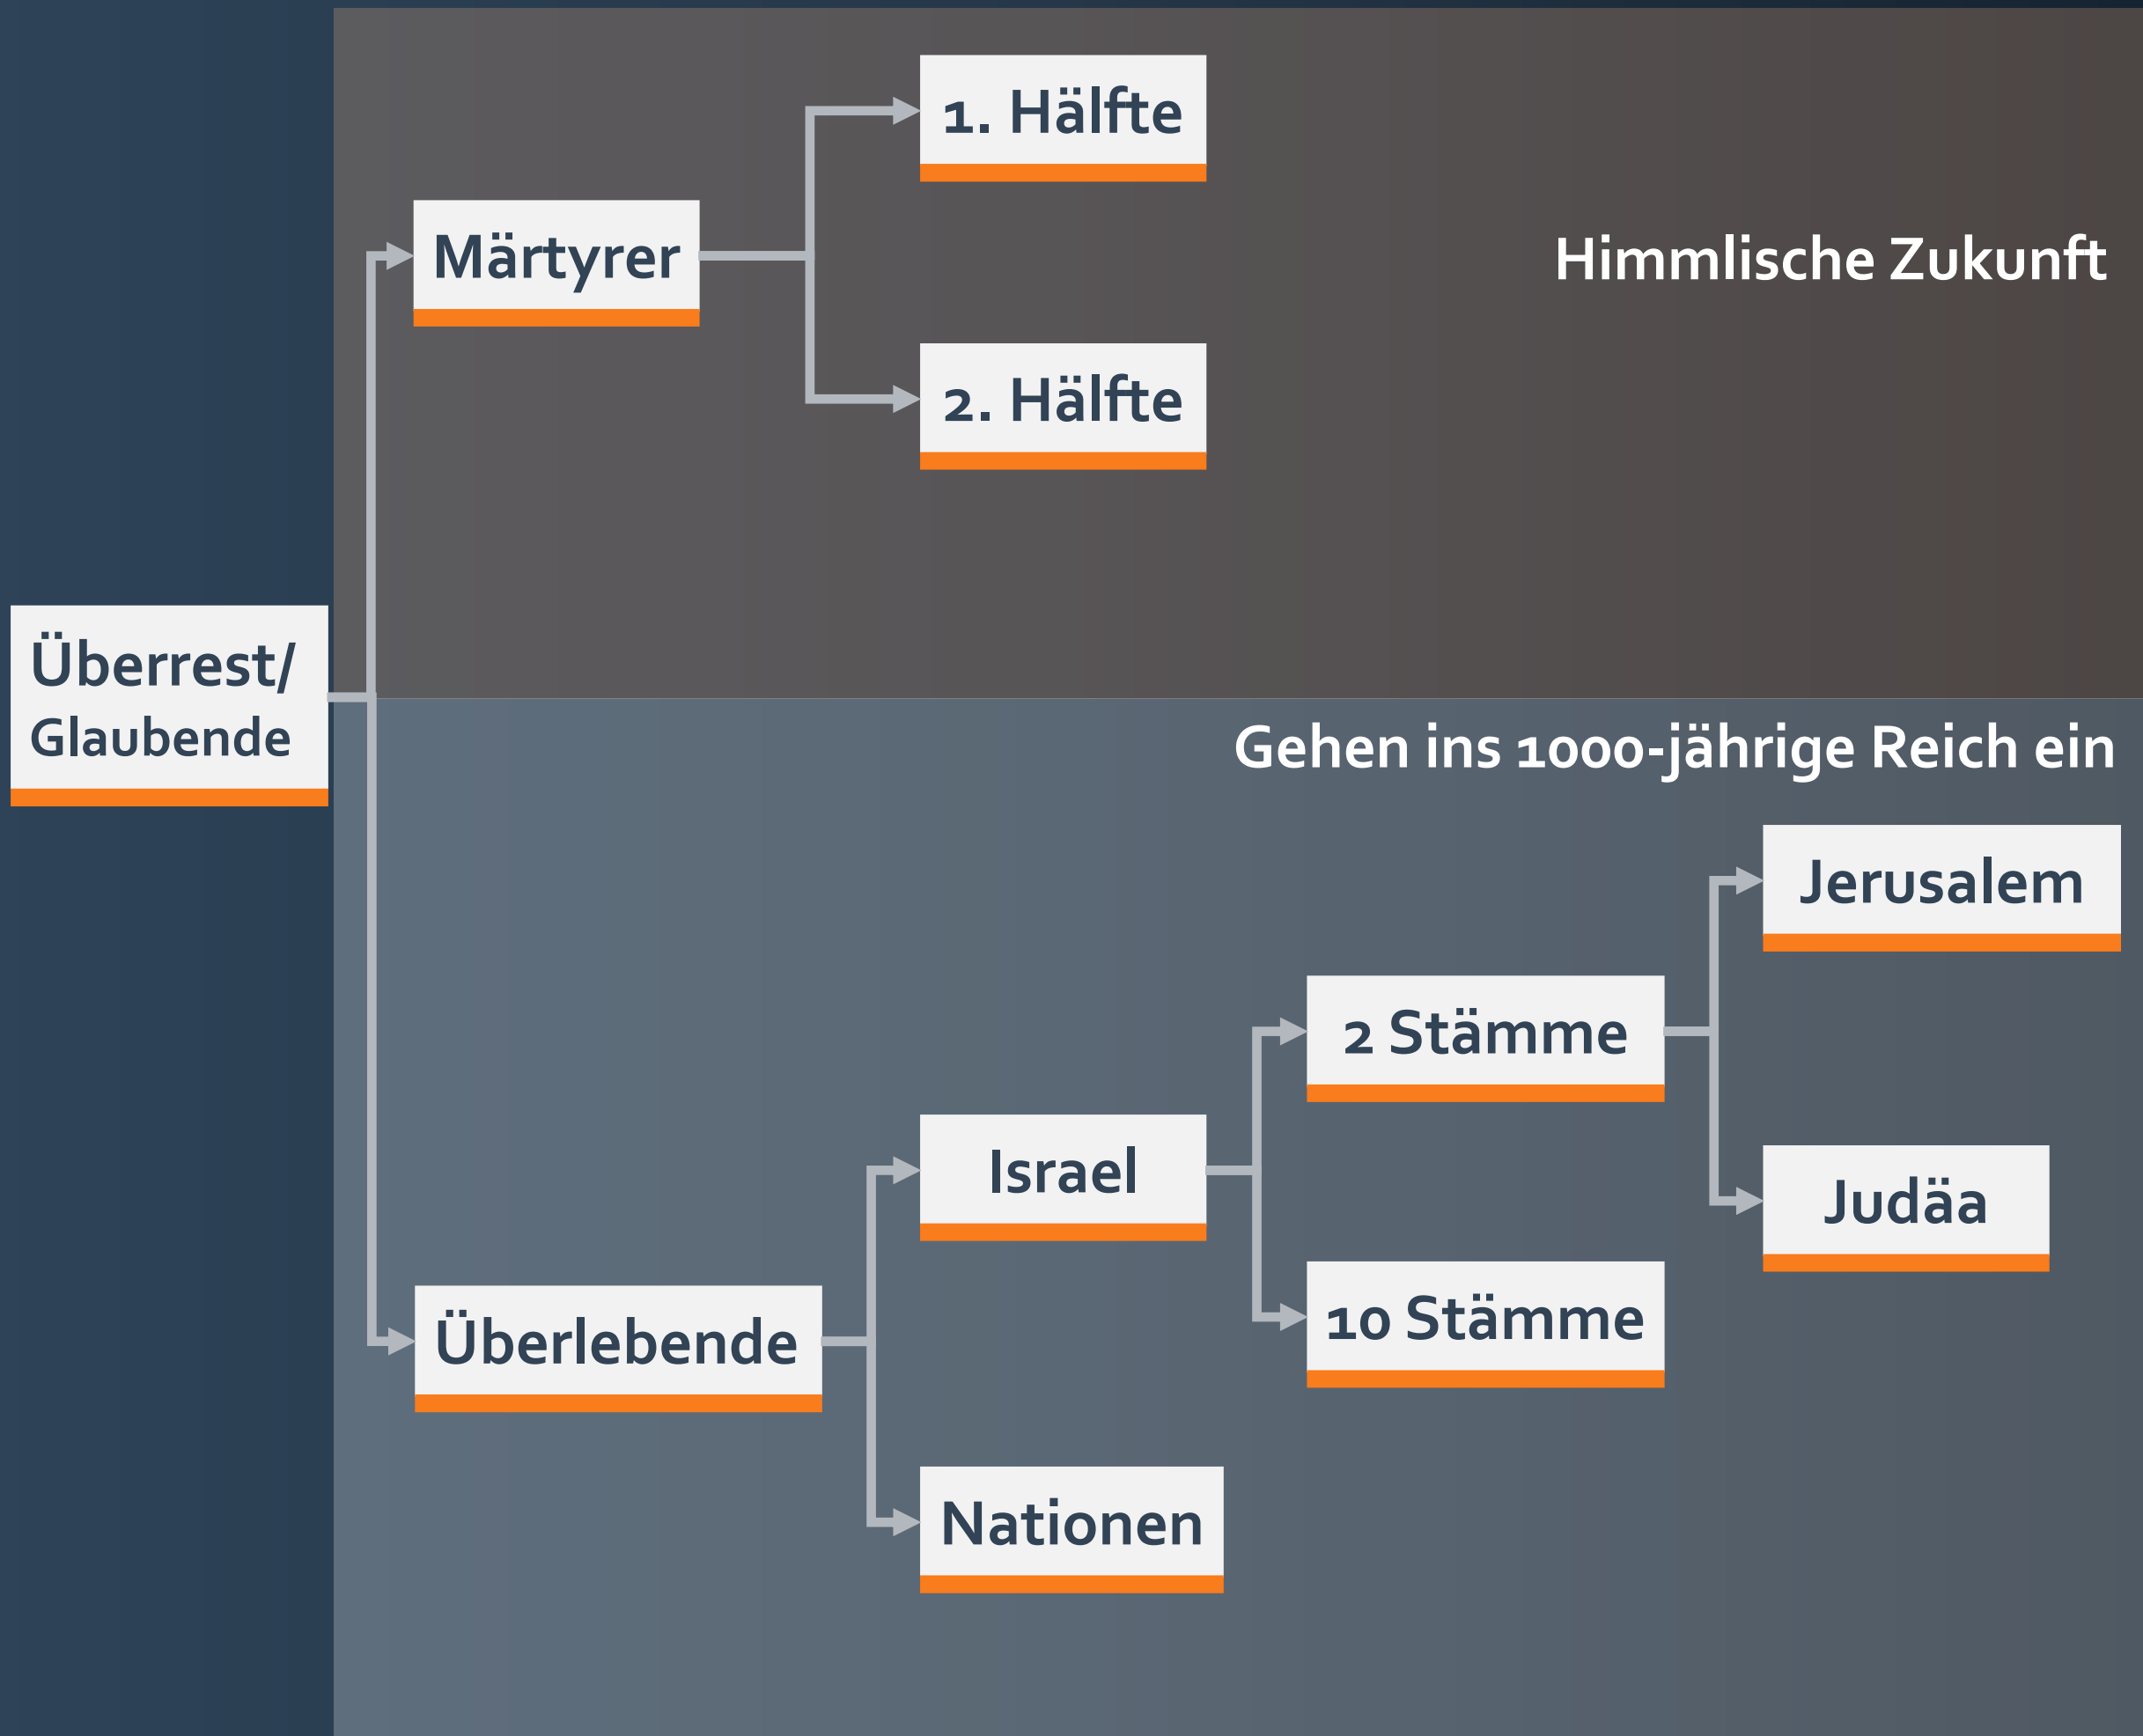 1. Hälfte
Märtyrer
Himmlische Zukunft
2. Hälfte
Überrest/
Glaubende
Gehen ins 1000-jährige Reich ein
Jerusalem
2 Stämme
Israel
Judäa
10 Stämme
Überlebende
Nationen